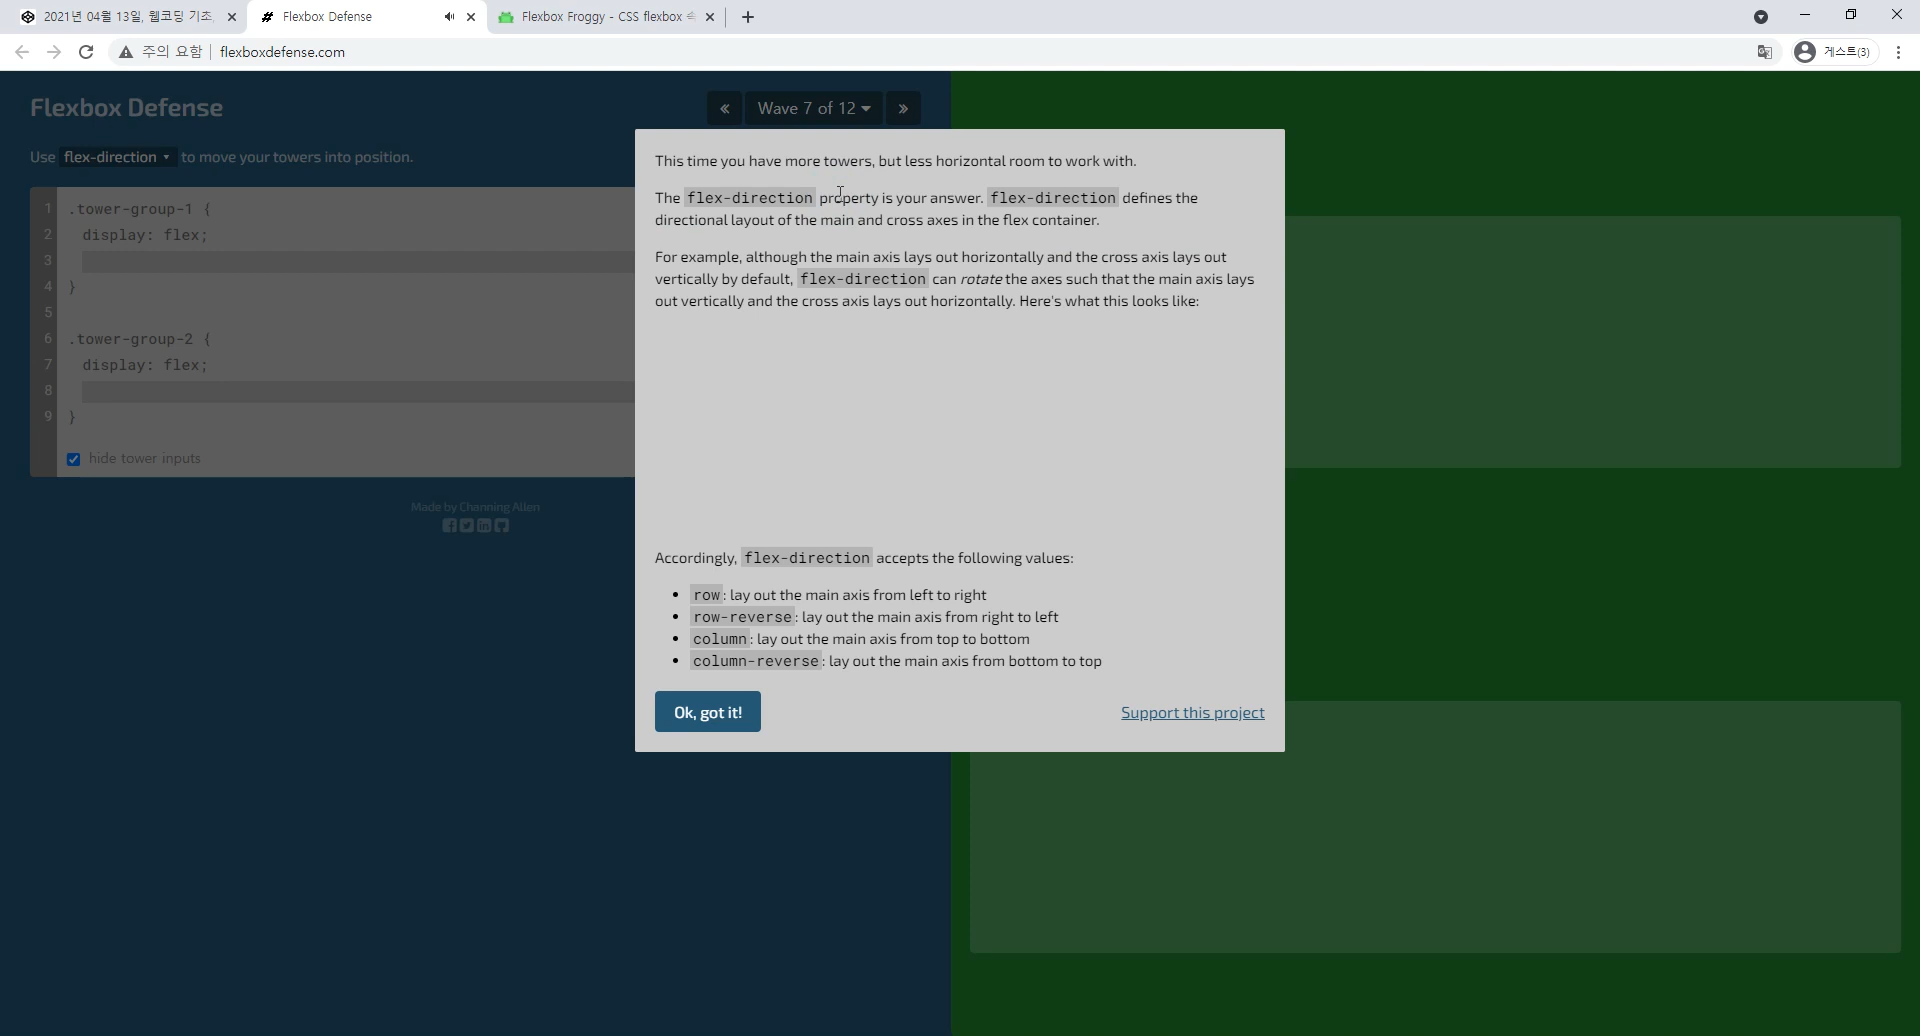 2021년 04월 13일, 웹코딩 기초
Flexbox Defense
Flexbox Froggy - CSS flexbox
주의 요함
flexboxdefense.com
게스트(3)
Flexbox Defense
« Wave 7 of 12 »
Use flex-direction to move your towers into position.
1 .tower-group-1 {
2 display: flex;
3
4 }
5
6 .tower-group-2 {
7 display: flex;
8
9 }
hide tower inputs
Made by Channing Allen
This time you have more towers, but less horizontal room to work with.
The flex-direction property is your answer. flex-direction defines the
directional layout of the main and cross axes in the flex container.
For example, although the main axis lays out horizontally and the cross axis lays out
vertically by default, flex-direction can rotate the axes such that the main axis lays
out vertically and the cross axis lays out horizontally. Here's what this looks like:
Accordingly, flex-direction accepts the following values:
• row: lay out the main axis from left to right
• row-reverse: lay out the main axis from right to left
• column: lay out the main axis from top to bottom
• column-reverse: lay out the main axis from bottom to top
Ok, got it!
Support this project